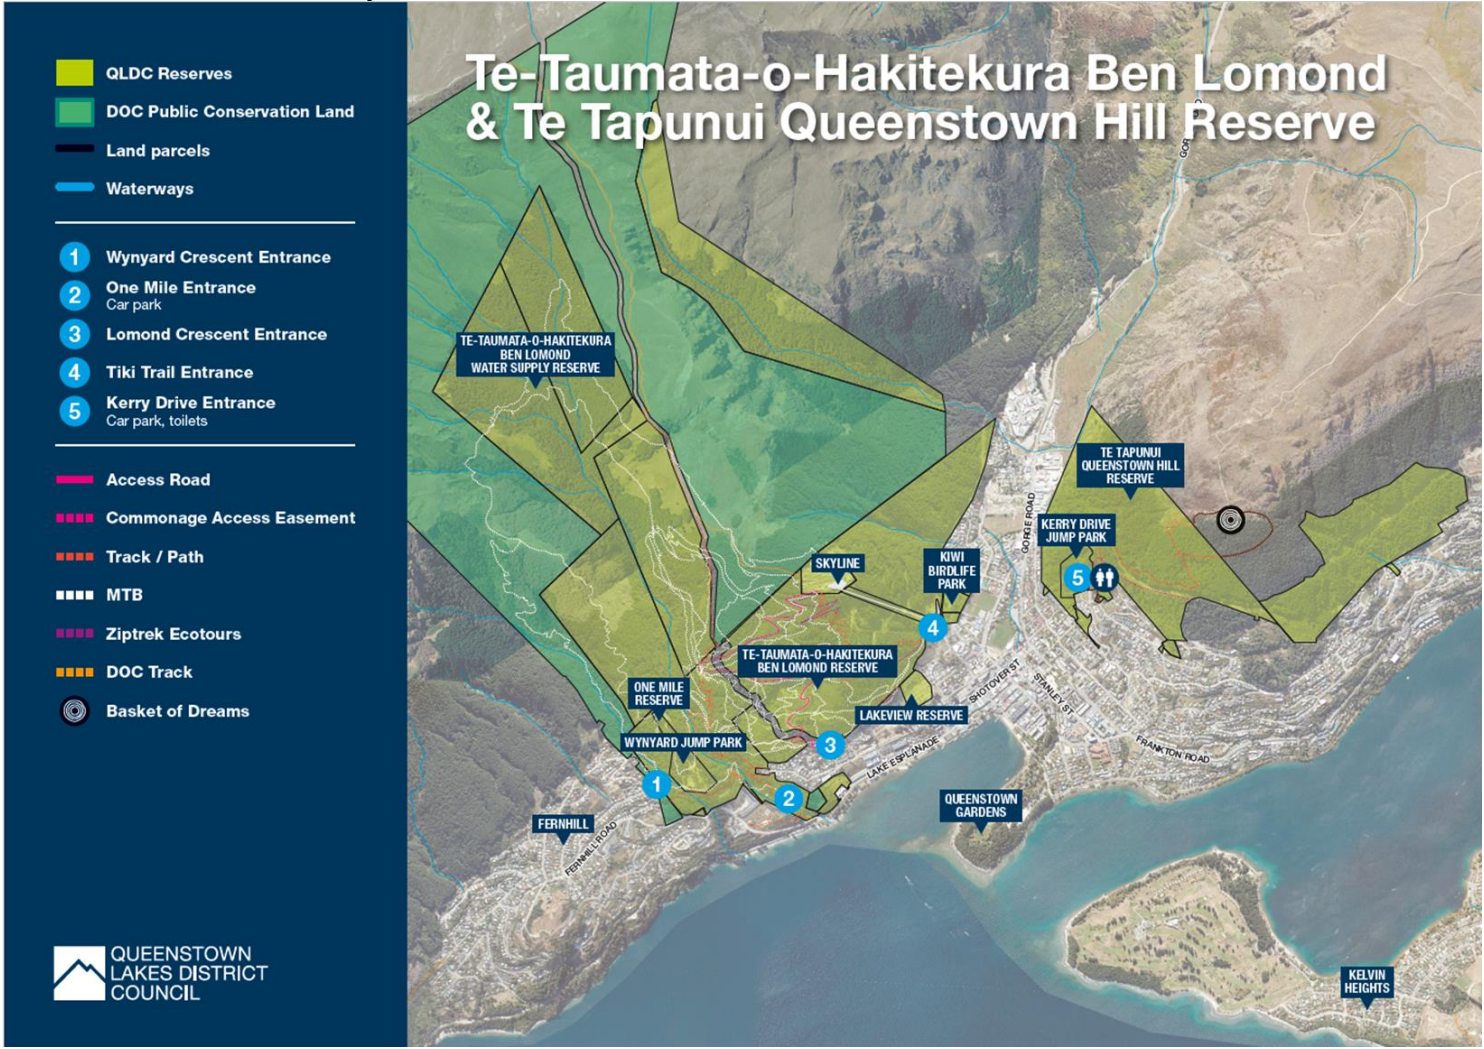 Te-Taumata-o-Hakitekura Ben Lomond
& Te Tapunui Queenstown Hill Reserve
QLDC Reserves
DOC Public Conservation Land
Land parcels
Waterways
1 Wynyard Crescent Entrance
2 One Mile Entrance
Car park
3 Lomond Crescent Entrance
4 Tiki Trail Entrance
5 Kerry Drive Entrance
Car park, toilets
Access Road
Commonage Access Easement
Track / Path
MTB
Ziptrek Ecotours
DOC Track
Basket of Dreams
QUEENSTOWN
LAKES DISTRICT
COUNCIL
TE-TAUMATA-O-HAKITEKURA
BEN LOMOND
WATER SUPPLY RESERVE
TE TAPUNUI
QUEENSTOWN HILL
RESERVE
GORGE ROAD
KERRY DRIVE
JUMP PARK
5
SKYLINE
KIWI
BIRDLIFE
PARK
4
TE-TAUMATA-O-HAKITEKURA
BEN LOMOND RESERVE
ONE MILE
RESERVE
LAKEVIEW RESERVE
SHOTOVER ST
STANLEY ST
FRANKTON ROAD
WYNYARD JUMP PARK
3
LAKE ESPLANADE
1
2
QUEENSTOWN
GARDENS
FERNHILL
FERNHILL ROAD
KELVIN
HEIGHTS